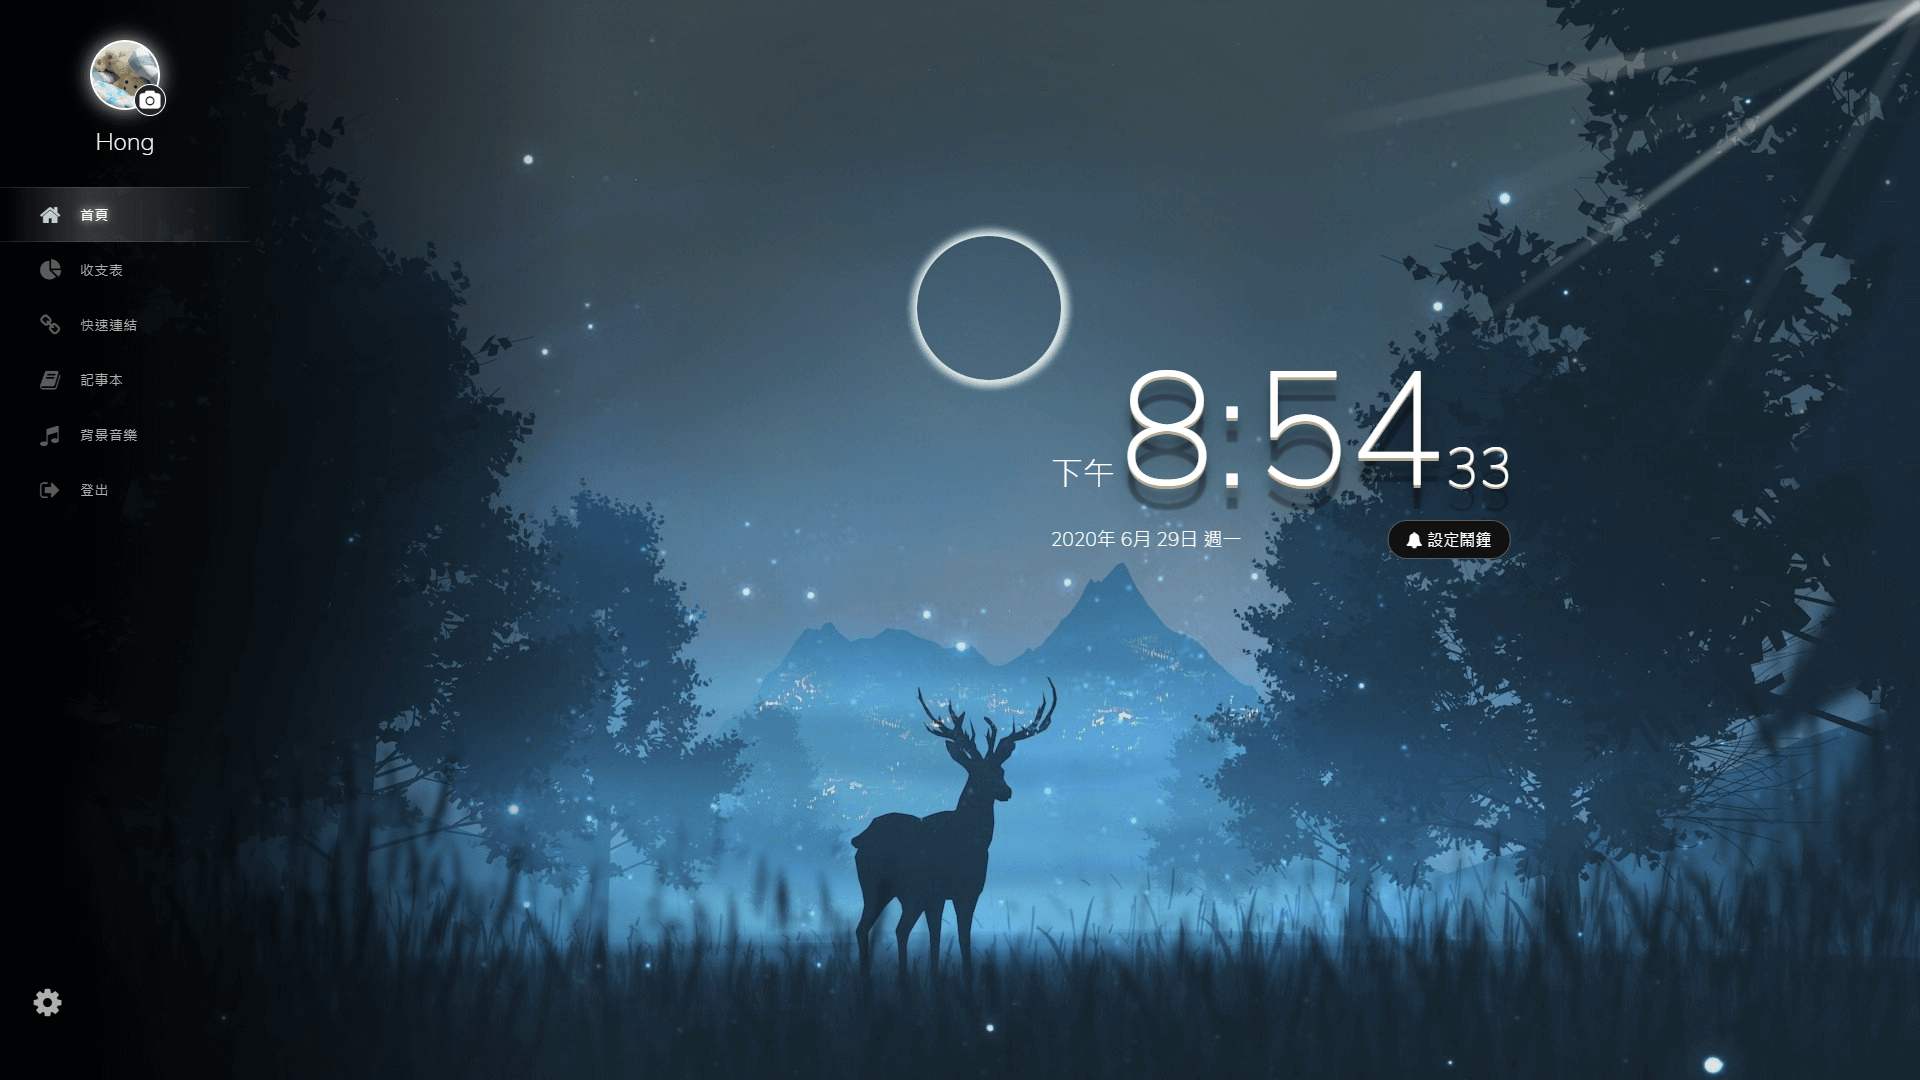 Hong
首頁
收支表
快速連結
記事本
背景音樂
登出
下午 8:54 33
2020年 6月 29日 週一
設定鬧鐘